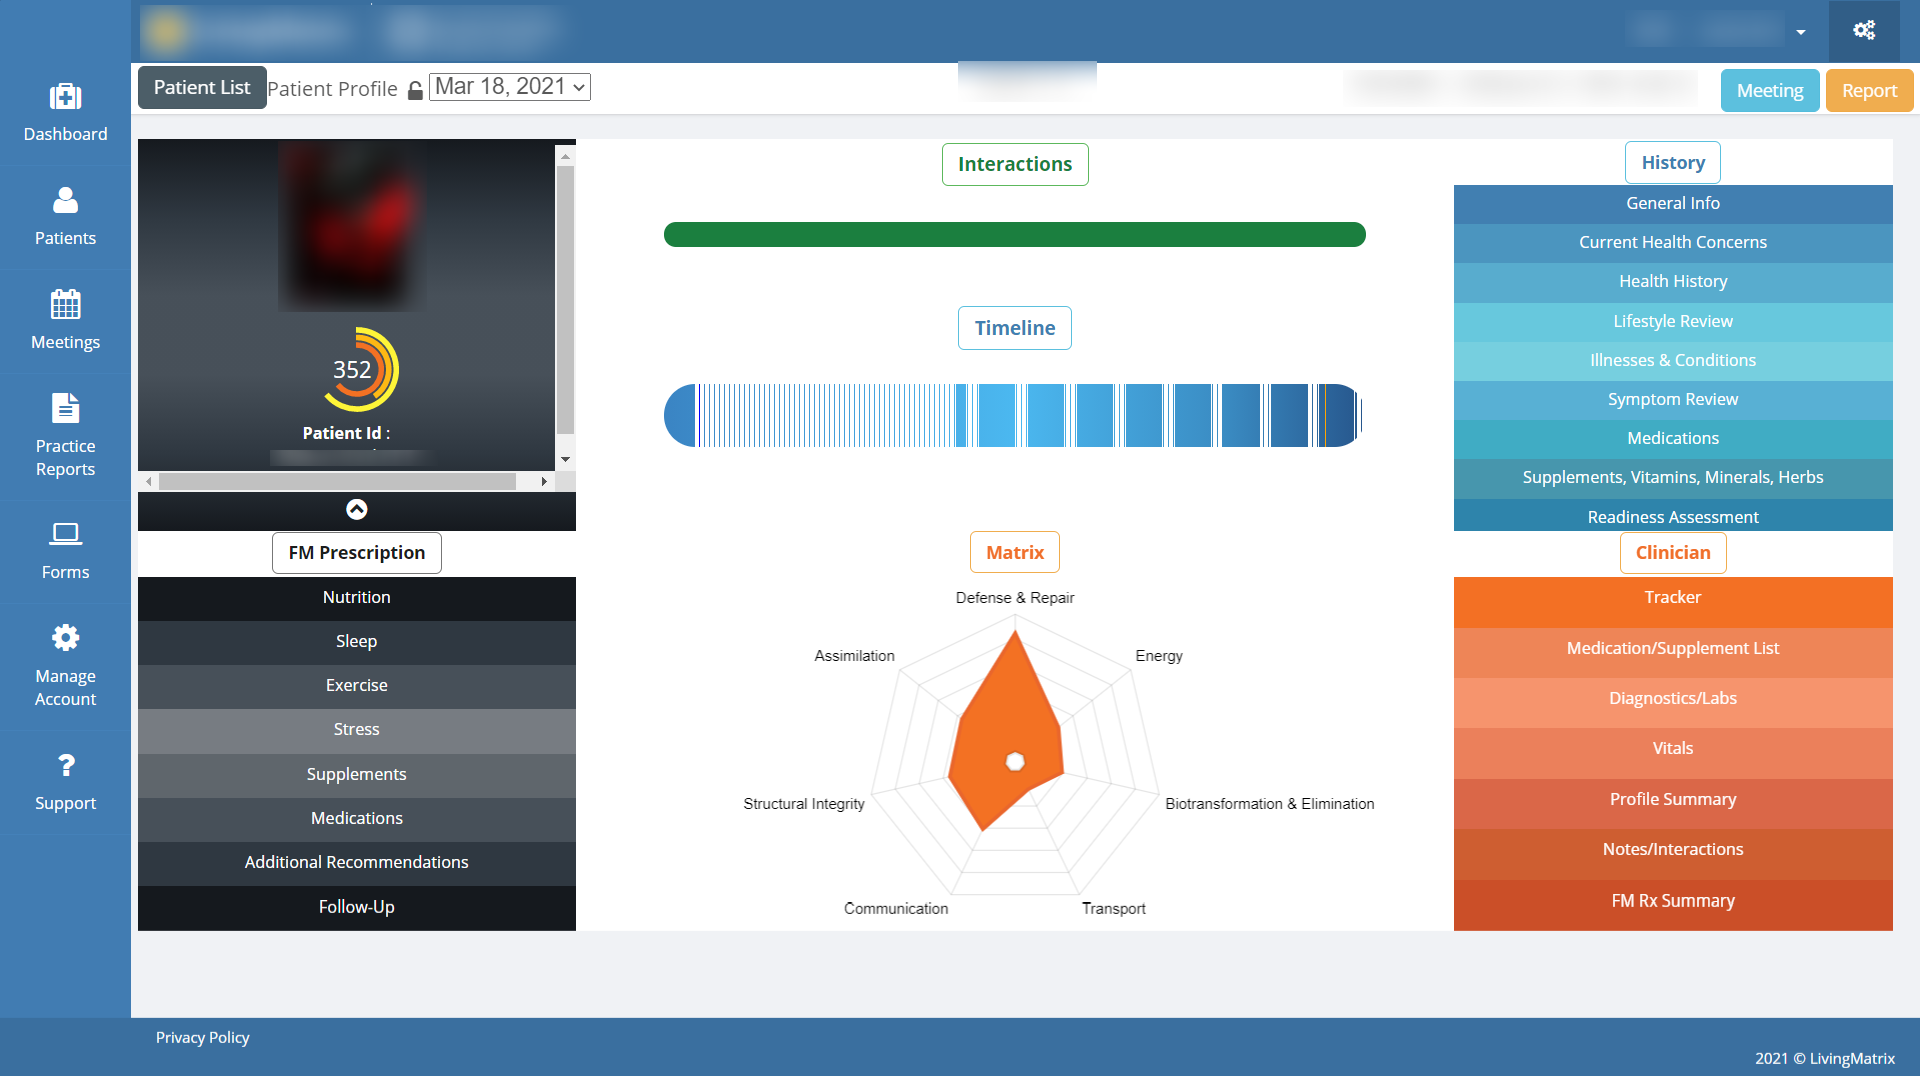 Dashboard
Patients
Meetings
Practice
Reports
Forms
Manage
Account
Support
Patient List
Patient Profile
Mar 18, 2021
Meeting
Report
352
Patient Id :
FM Prescription
Nutrition
Sleep
Exercise
Stress
Supplements
Medications
Additional Recommendations
Follow-Up
Interactions
Timeline
Matrix
Defense & Repair
Assimilation
Energy
Structural Integrity
Biotransformation & Elimination
Communication
Transport
History
General Info
Current Health Concerns
Health History
Lifestyle Review
Illnesses & Conditions
Symptom Review
Medications
Supplements, Vitamins, Minerals, Herbs
Readiness Assessment
Clinician
Tracker
Medication/Supplement List
Diagnostics/Labs
Vitals
Profile Summary
Notes/Interactions
FM Rx Summary
Privacy Policy
2021 © LivingMatrix